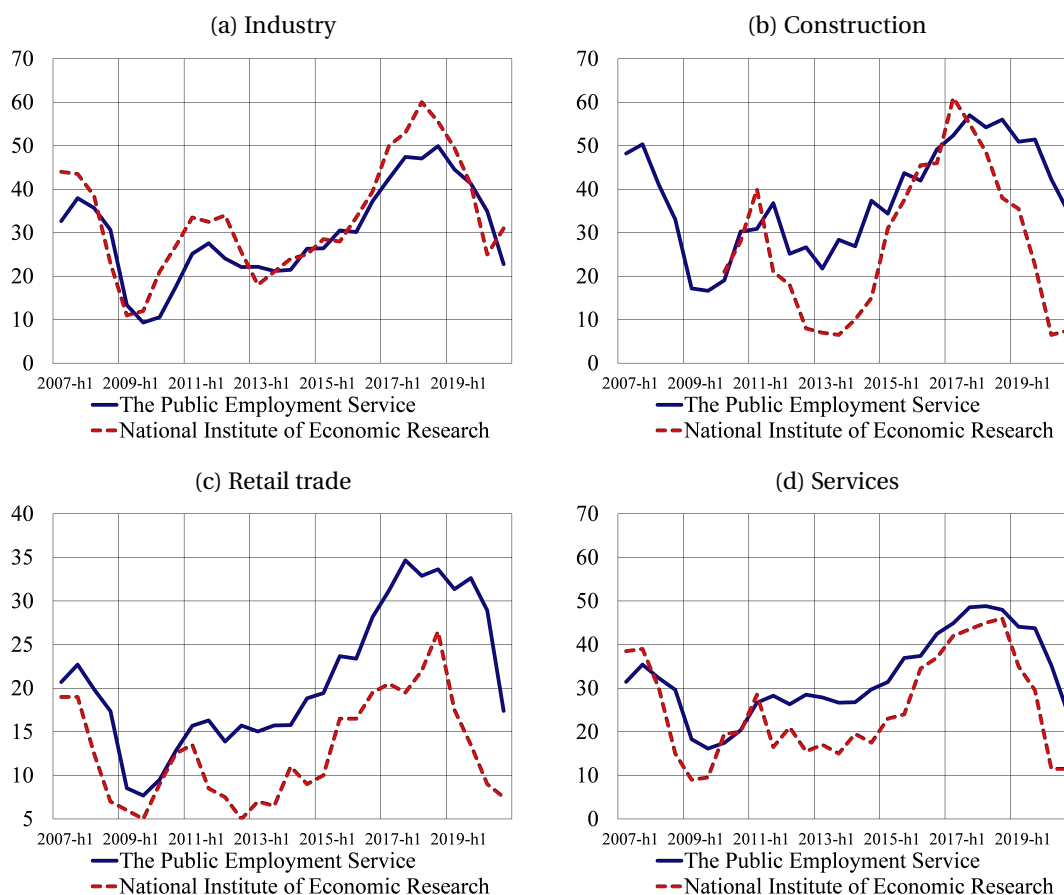 (a) Industry
70
60
50
40
30
20
10
0
2007-h1 2009-h1 2011-h1 2013-h1 2015-h1 2017-h1 2019-h1
The Public Employment Service
National Institute of Economic Research
(b) Construction
70
60
50
40
30
20
10
0
2007-h1 2009-h1 2011-h1 2013-h1 2015-h1 2017-h1 2019-h1
The Public Employment Service
National Institute of Economic Research
(c) Retail trade
40
35
30
25
20
15
10
5
2007-h1 2009-h1 2011-h1 2013-h1 2015-h1 2017-h1 2019-h1
The Public Employment Service
National Institute of Economic Research
(d) Services
70
60
50
40
30
20
10
0
2007-h1 2009-h1 2011-h1 2013-h1 2015-h1 2017-h1 2019-h1
The Public Employment Service
National Institute of Economic Research